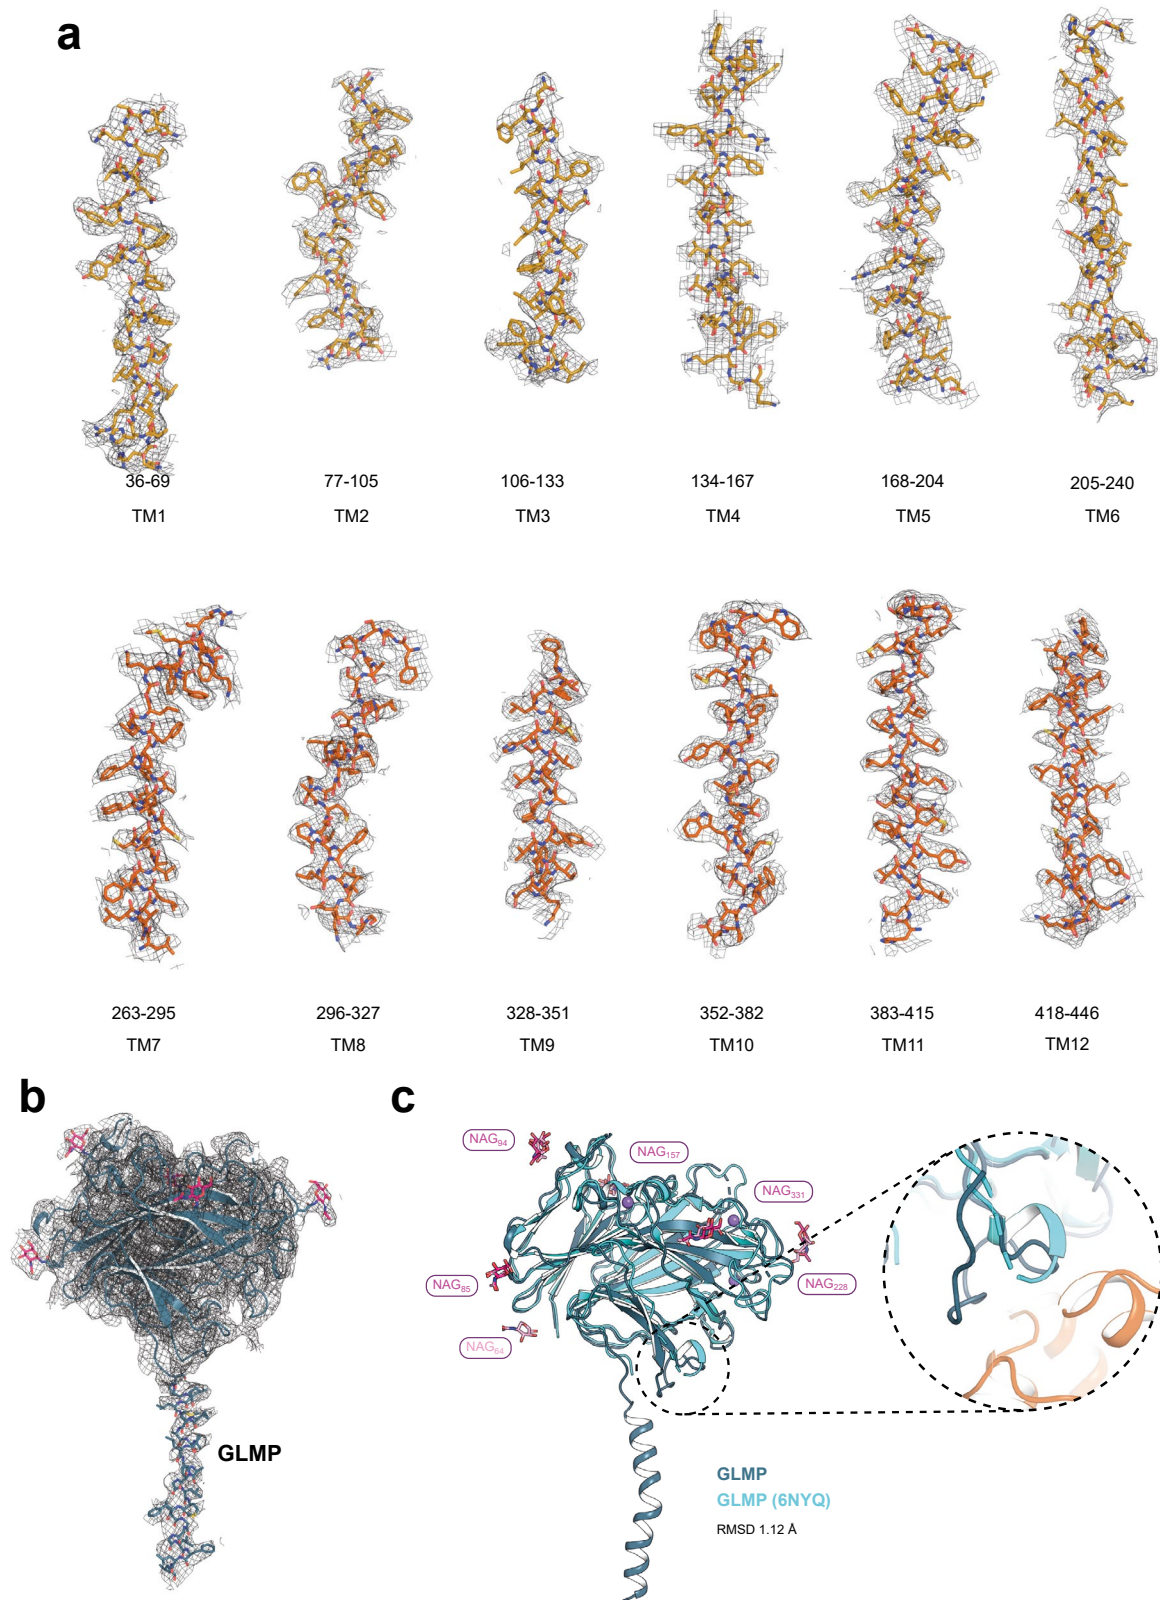 a
36-69 77-105 106-133 134-167 168-204 205-240
TM1 TM2 TM3 TM4 TM5 TM6
263-295 296-327 328-351 352-382 383-415 418-446
TM7 TM8 TM9 TM10 TM11 TM12
b
GLMP
c
NAG94
NAG157
NAG331
NAG85
NAG228
NAG64
GLMP
GLMP (6NYQ)
RMSD 1.12 Å